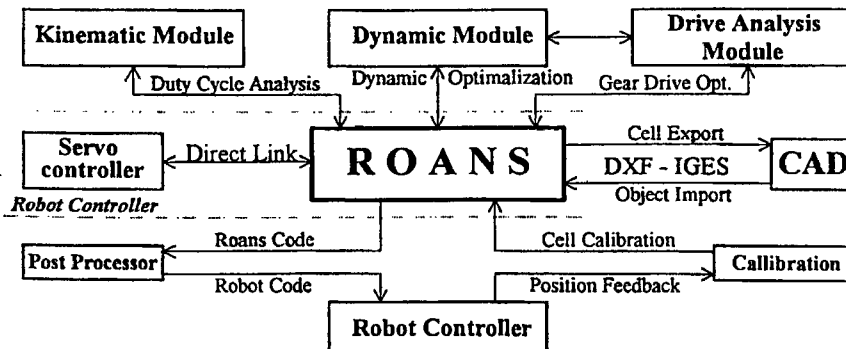 Kinematic Module
Dynamic Module
Drive Analysis
Module
Duty Cycle Analysis
Dynamic Optimalization
Gear Drive Opt.
Servo
controller
Direct Link
R O A N S
Cell Export
DXF - IGES
Object Import
CAD
Robot Controller
Roans Code
Cell Calibration
Post Processor
Callibration
Robot Code
Position Feedback
Robot Controller